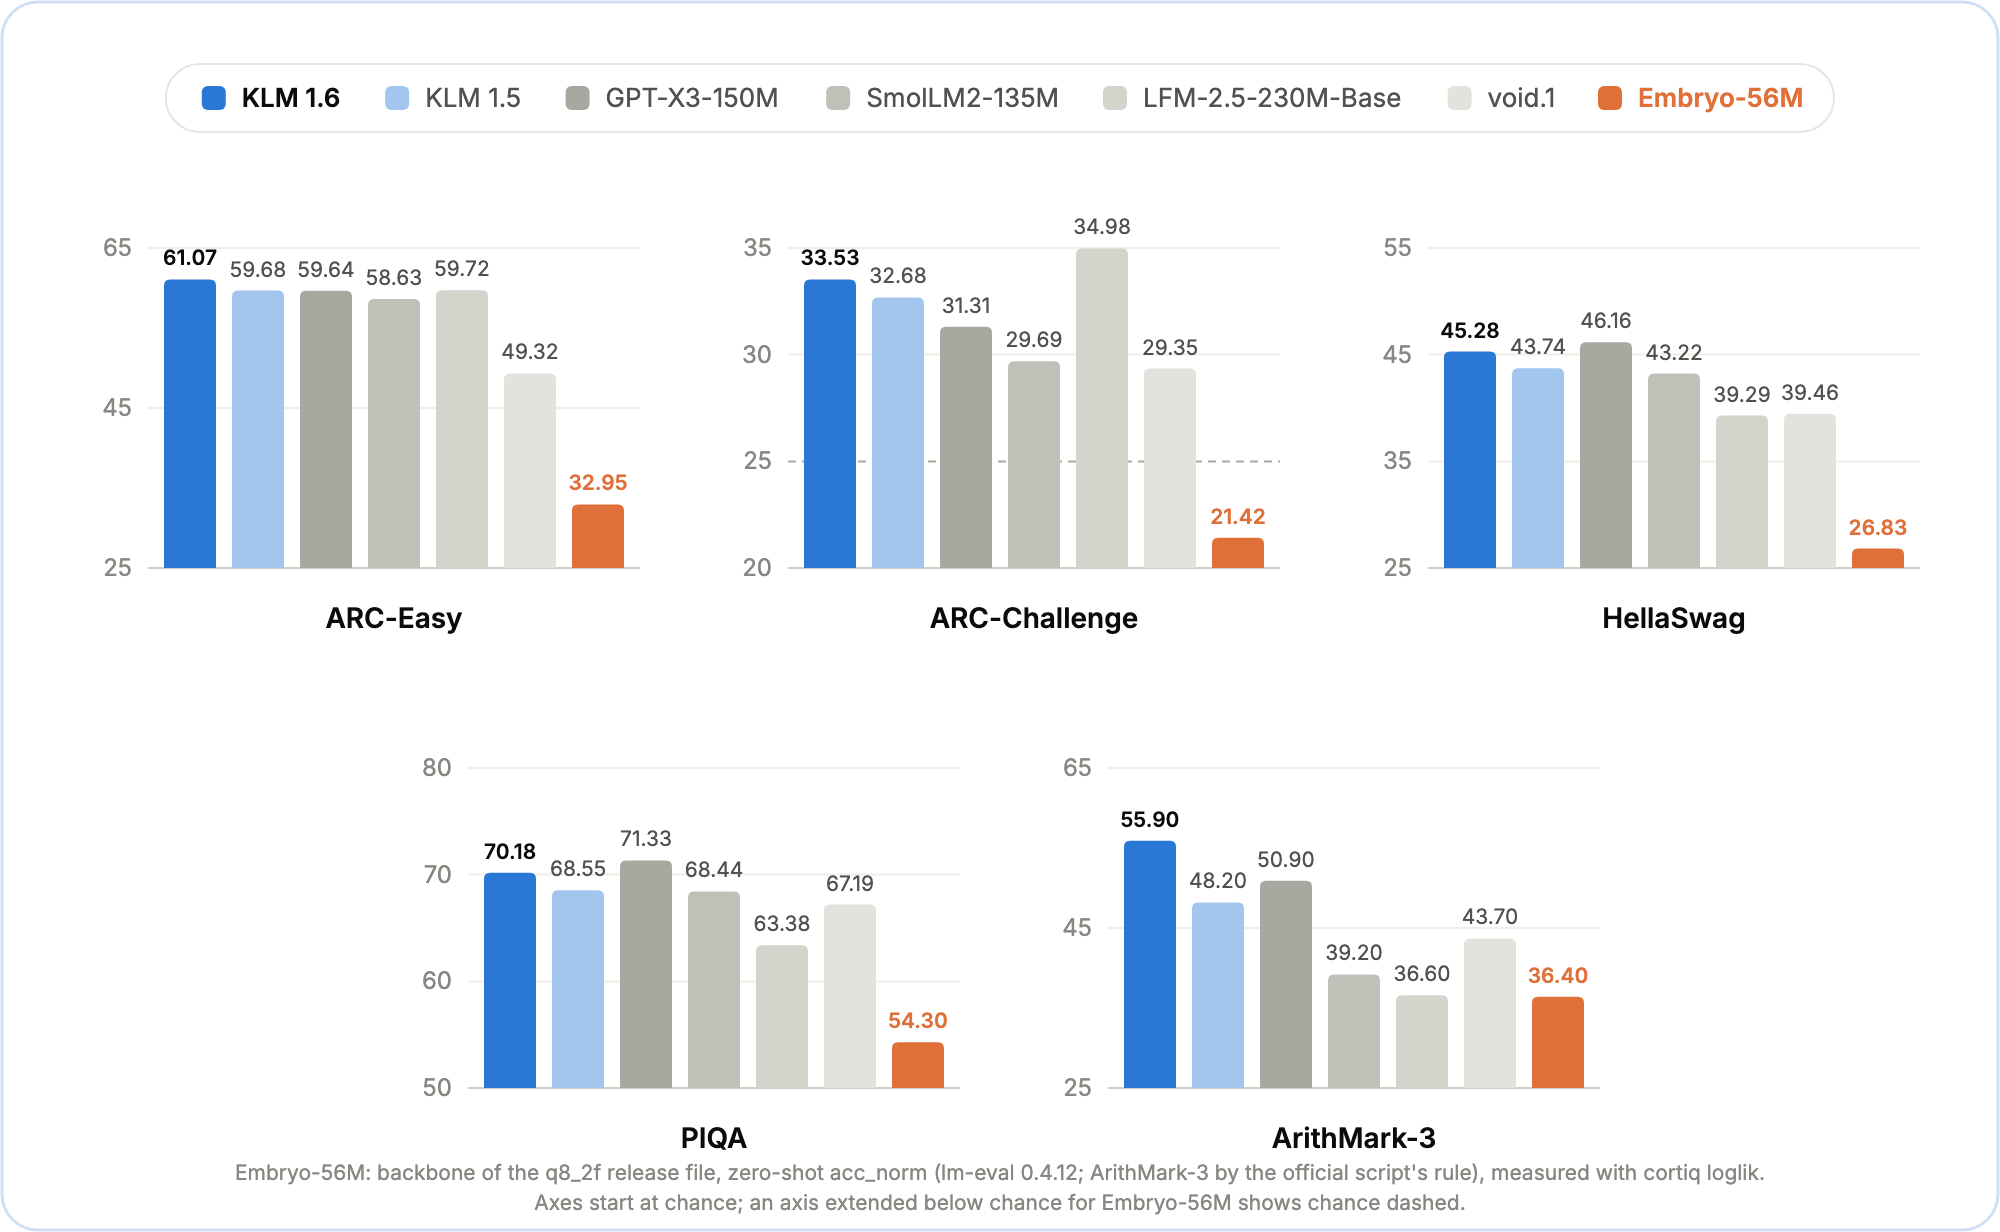 KLM 1.6 KLM 1.5 GPT-X3-150M SmolLM2-135M LFM-2.5-230M-Base void.1 Embryo-56M
65
61.07 59.68 59.64 58.63 59.72 49.32 32.95
45
25
ARC-Easy
35
33.53 32.68 31.31 29.69 34.98 29.35 21.42
30
25
20
ARC-Challenge
55
45.28 43.74 46.16 43.22 39.29 39.46 26.83
45
35
25
HellaSwag
80
70.18 68.55 71.33 68.44 63.38 67.19 54.30
70
60
50
PIQA
65
55.90 48.20 50.90 39.20 36.60 43.70 36.40
45
25
ArithMark-3
Embryo-56M: backbone of the q8_2f release file, zero-shot acc_norm (lm-eval 0.4.12; ArithMark-3 by the official script's rule), measured with cortiq loglik.
Axes start at chance; an axis extended below chance for Embryo-56M shows chance dashed.